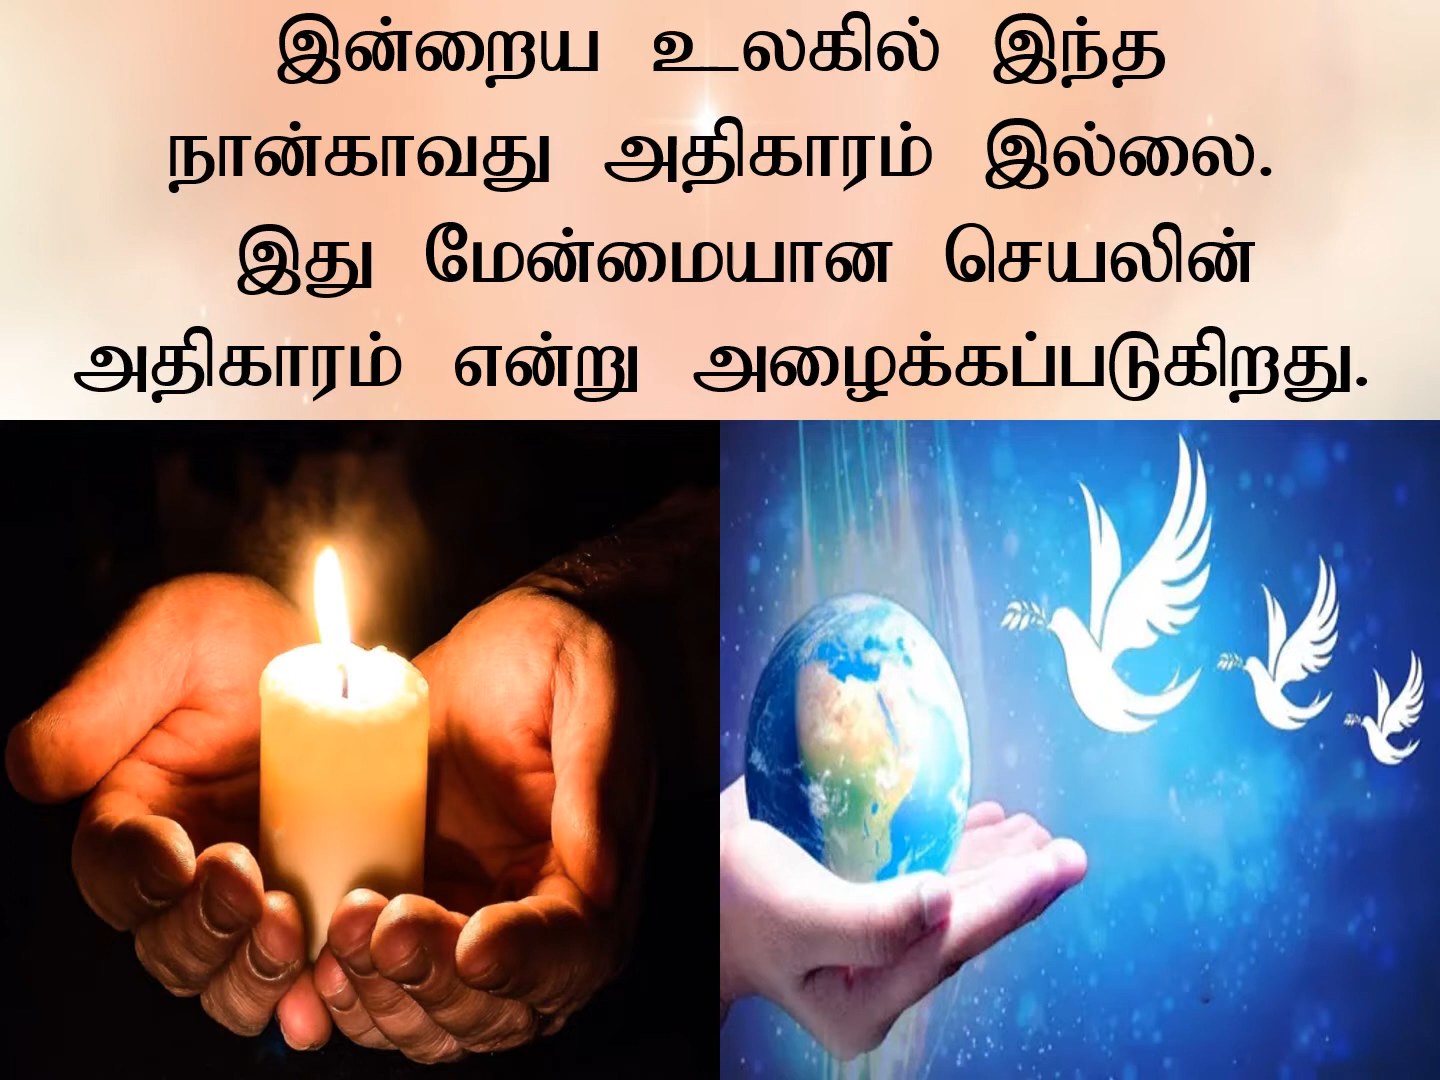 இன்றைய உலகில் இந்த
நான்காவது அதிகாரம் இல்லை.
இது மேன்மையான செயலின்
அதிகாரம் என்று அழைக்கப்படுகிறது.